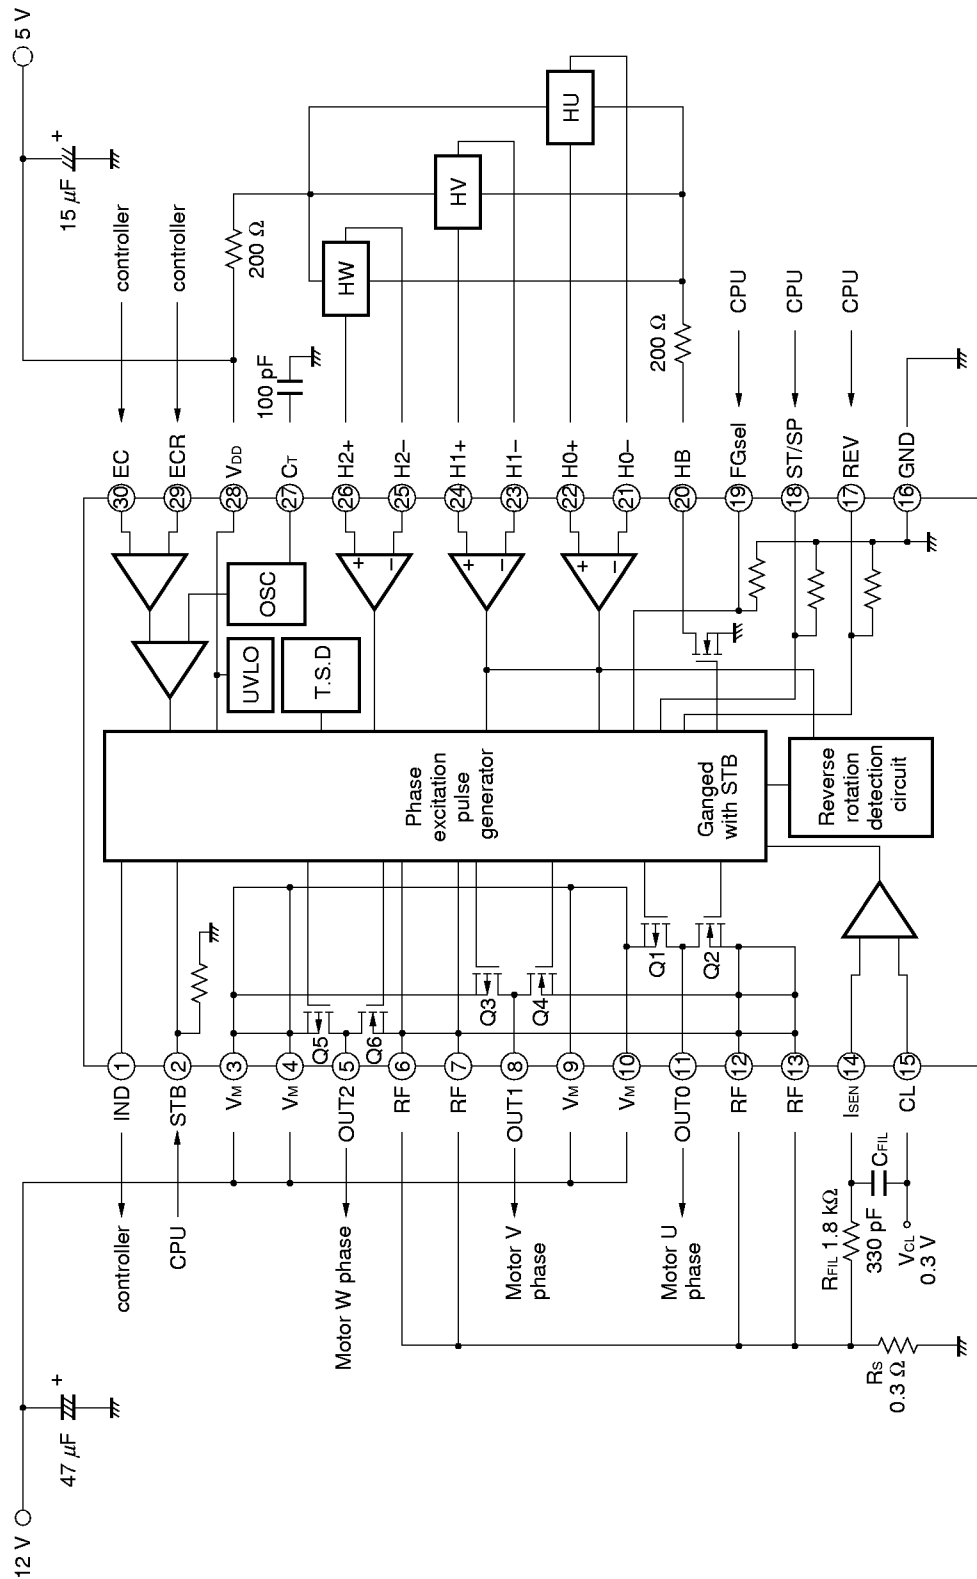 12 V
47 µF
+
5 V
15 µF
+
controller
controller
200 Ω
100 pF
HW
HV
HU
200 Ω
CPU
CPU
CPU
30
EC
29
ECR
28
VDD
27
CT
26
H2+
25
H2−
24
H1+
23
H1−
22
H0+
21
H0−
20
HB
19
FGsel
18
ST/SP
17
REV
16
GND
+
−
+
−
+
−
OSC
UVLO
T.S.D
Phase
excitation
pulse
generator
Ganged
with STB
Reverse
rotation
detection
circuit
Q5
Q6
Q3
Q4
Q1
Q2
1
IND
2
STB
3
VM
4
VM
5
OUT2
6
RF
7
RF
8
OUT1
9
VM
10
VM
11
OUT0
12
RF
13
RF
14
ISEN
15
CL
controller
CPU
Motor W phase
Motor V
phase
Motor U
phase
RFIL 1.8 kΩ
330 pF
CFIL
VCL
0.3 V
RS
0.3 Ω